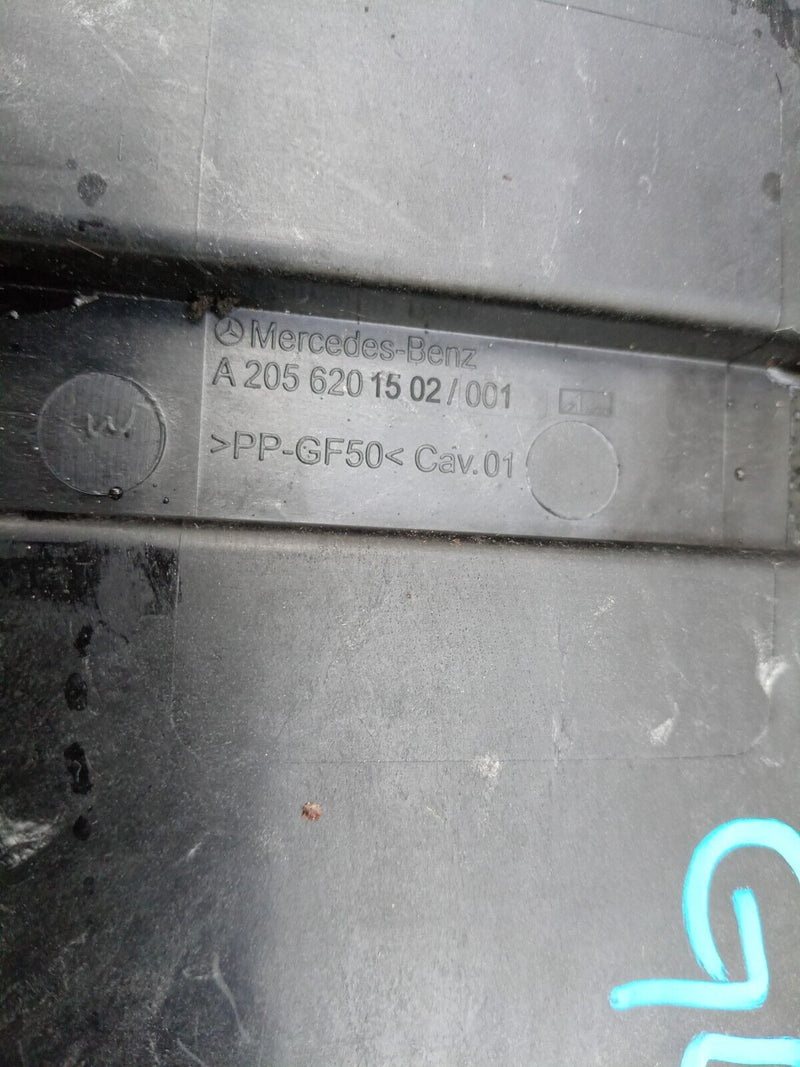 Mercedes-Benz
A 205 620 15 02 / 001
>PP-GF50< Cav.01